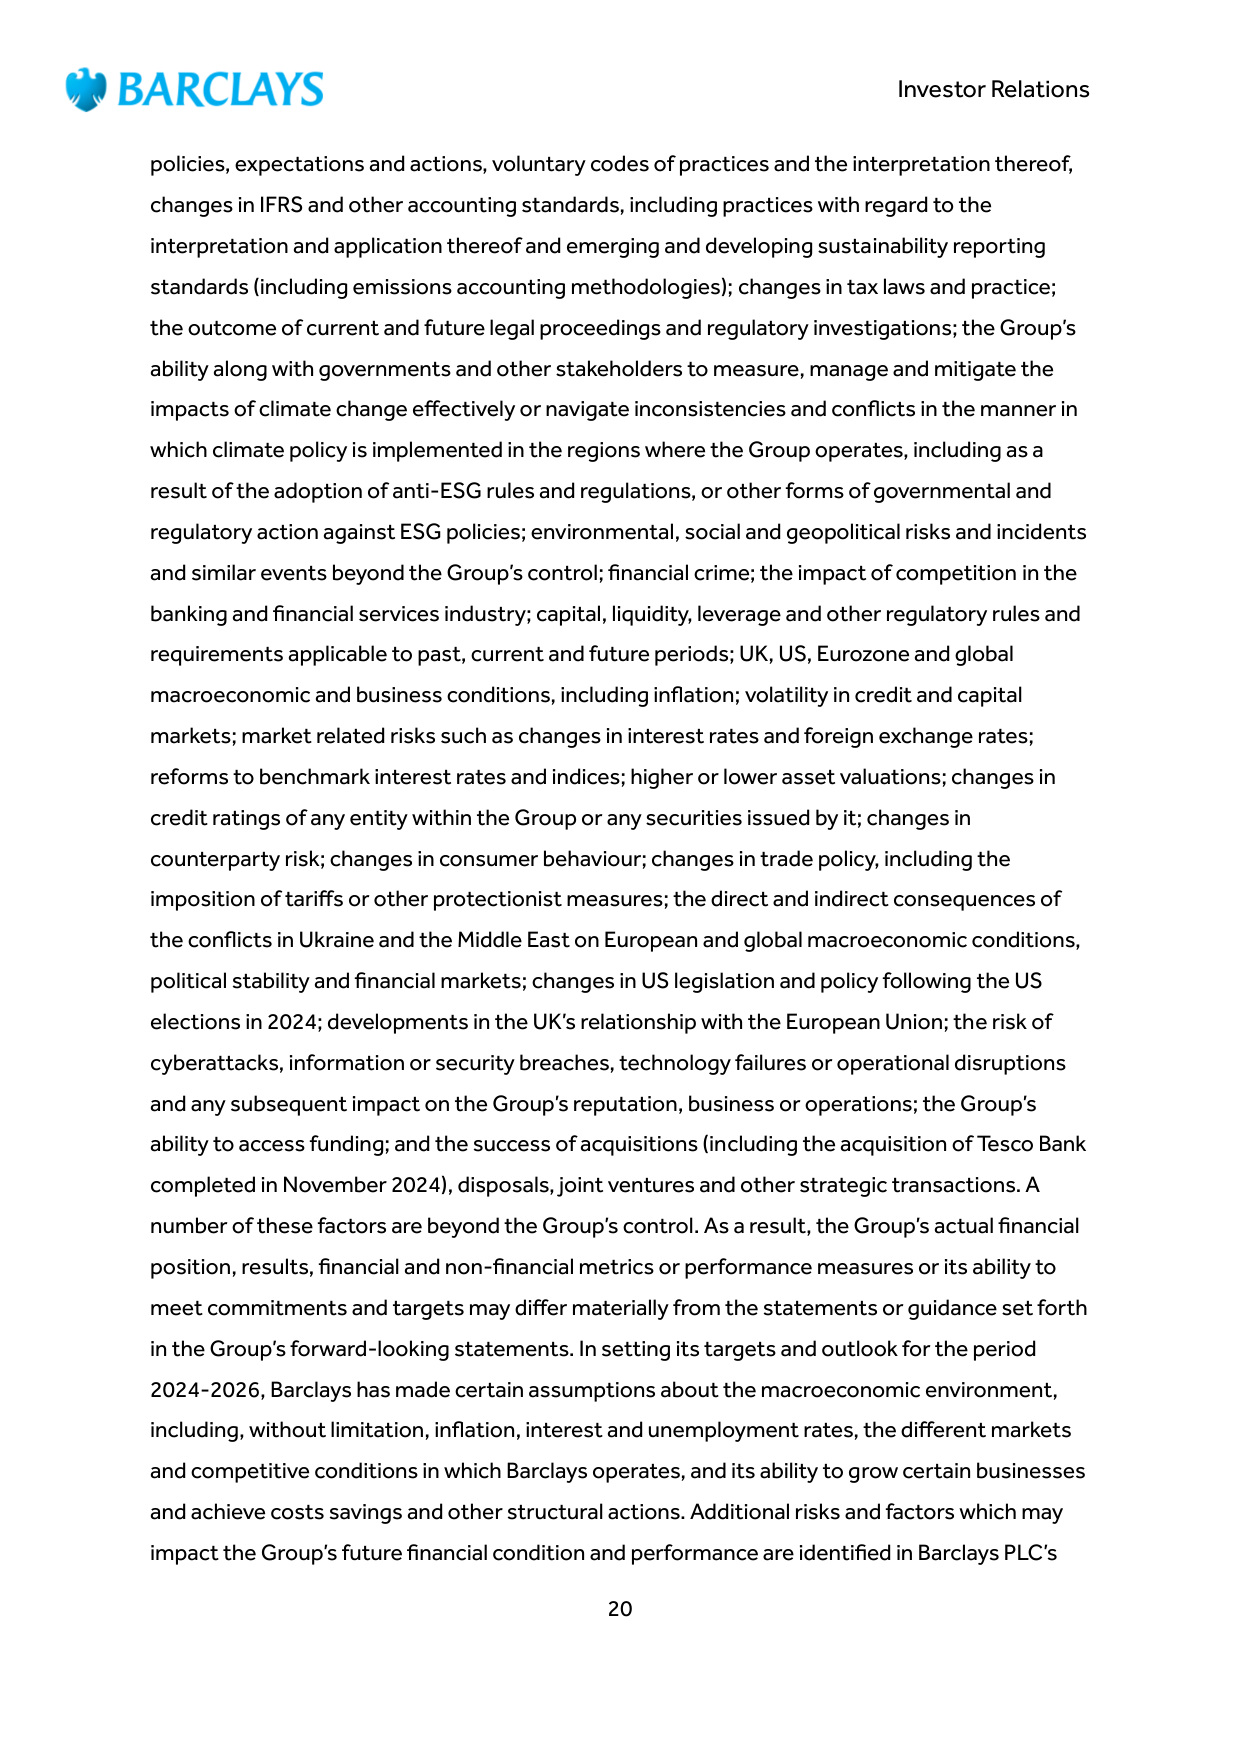 BARCLAYS
Investor Relations
policies, expectations and actions, voluntary codes of practices and the interpretation thereof,
changes in IFRS and other accounting standards, including practices with regard to the
interpretation and application thereof and emerging and developing sustainability reporting
standards (including emissions accounting methodologies); changes in tax laws and practice;
the outcome of current and future legal proceedings and regulatory investigations; the Group’s
ability along with governments and other stakeholders to measure, manage and mitigate the
impacts of climate change effectively or navigate inconsistencies and conflicts in the manner in
which climate policy is implemented in the regions where the Group operates, including as a
result of the adoption of anti-ESG rules and regulations, or other forms of governmental and
regulatory action against ESG policies; environmental, social and geopolitical risks and incidents
and similar events beyond the Group’s control; financial crime; the impact of competition in the
banking and financial services industry; capital, liquidity, leverage and other regulatory rules and
requirements applicable to past, current and future periods; UK, US, Eurozone and global
macroeconomic and business conditions, including inflation; volatility in credit and capital
markets; market related risks such as changes in interest rates and foreign exchange rates;
reforms to benchmark interest rates and indices; higher or lower asset valuations; changes in
credit ratings of any entity within the Group or any securities issued by it; changes in
counterparty risk; changes in consumer behaviour; changes in trade policy, including the
imposition of tariffs or other protectionist measures; the direct and indirect consequences of
the conflicts in Ukraine and the Middle East on European and global macroeconomic conditions,
political stability and financial markets; changes in US legislation and policy following the US
elections in 2024; developments in the UK’s relationship with the European Union; the risk of
cyberattacks, information or security breaches, technology failures or operational disruptions
and any subsequent impact on the Group’s reputation, business or operations; the Group’s
ability to access funding; and the success of acquisitions (including the acquisition of Tesco Bank
completed in November 2024), disposals, joint ventures and other strategic transactions. A
number of these factors are beyond the Group’s control. As a result, the Group’s actual financial
position, results, financial and non-financial metrics or performance measures or its ability to
meet commitments and targets may differ materially from the statements or guidance set forth
in the Group’s forward-looking statements. In setting its targets and outlook for the period
2024-2026, Barclays has made certain assumptions about the macroeconomic environment,
including, without limitation, inflation, interest and unemployment rates, the different markets
and competitive conditions in which Barclays operates, and its ability to grow certain businesses
and achieve costs savings and other structural actions. Additional risks and factors which may
impact the Group’s future financial condition and performance are identified in Barclays PLC’s
20